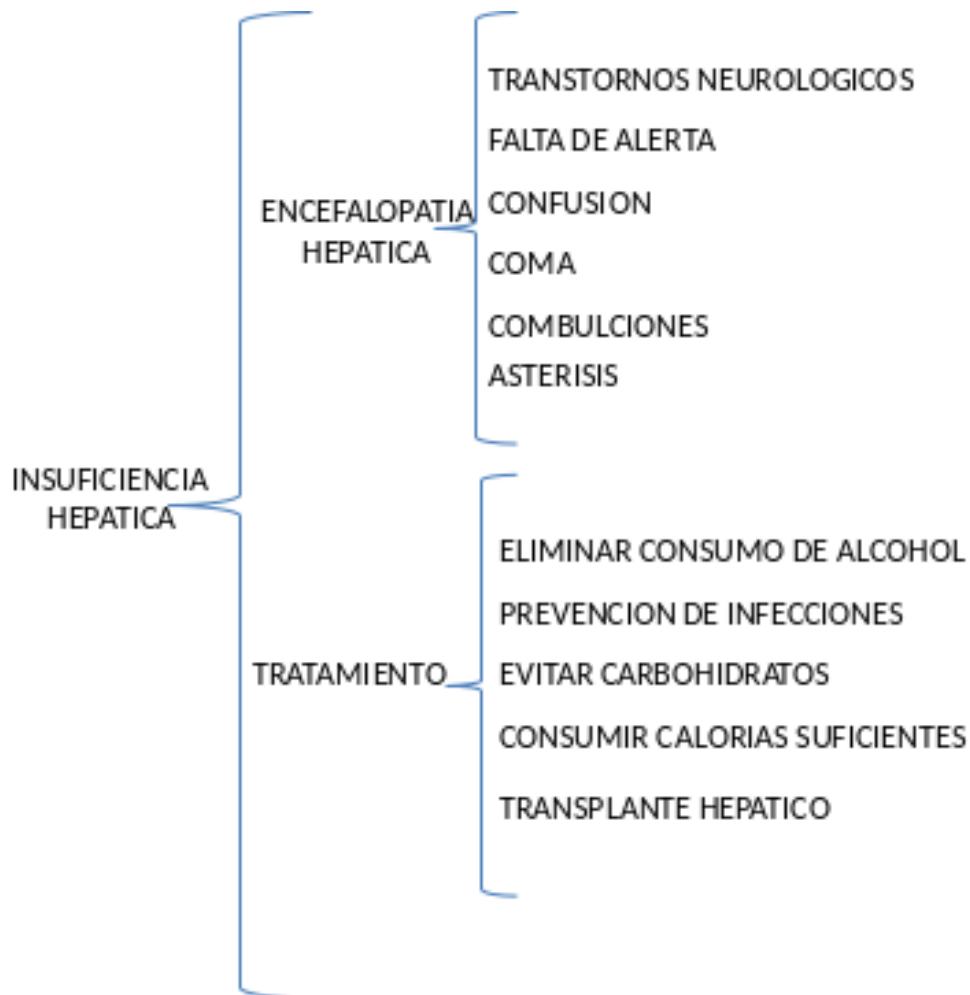 TRANSTORNOS NEUROLOGICOS
FALTA DE ALERTA
ENCEFALOPATIA
HEPATICA
CONFUSION
COMA
COMBULCIONES
ASTERISIS
INSUFICIENCIA
HEPATICA
ELIMINAR CONSUMO DE ALCOHOL
PREVENCION DE INFECCIONES
TRATAMIENTO
EVITAR CARBOHIDRATOS
CONSUMIR CALORIAS SUFICIENTES
TRANSPLANTE HEPATICO